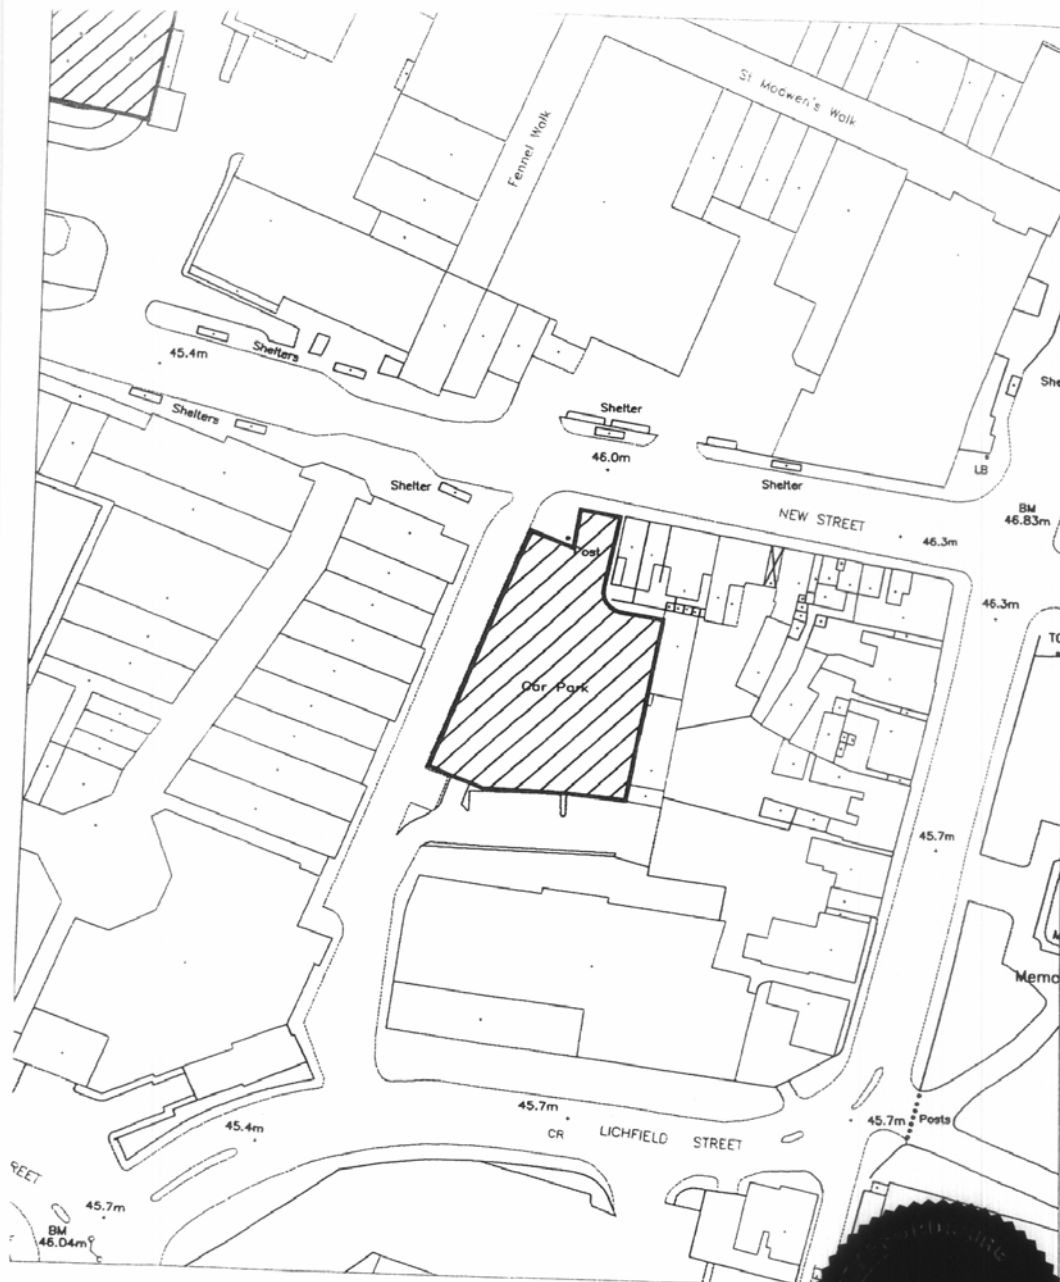 St Modwen's Walk
Fennel Walk
45.4m
Shelters
Shelters
Shelter
46.0m
Shelter
Shelter
LB
NEW STREET
BM
46.83m
46.3m
46.3m
Post
Car Park
45.7m
45.7m
CR
LICHFIELD STREET
45.4m
45.7m
Posts
45.7m
BM
46.04m